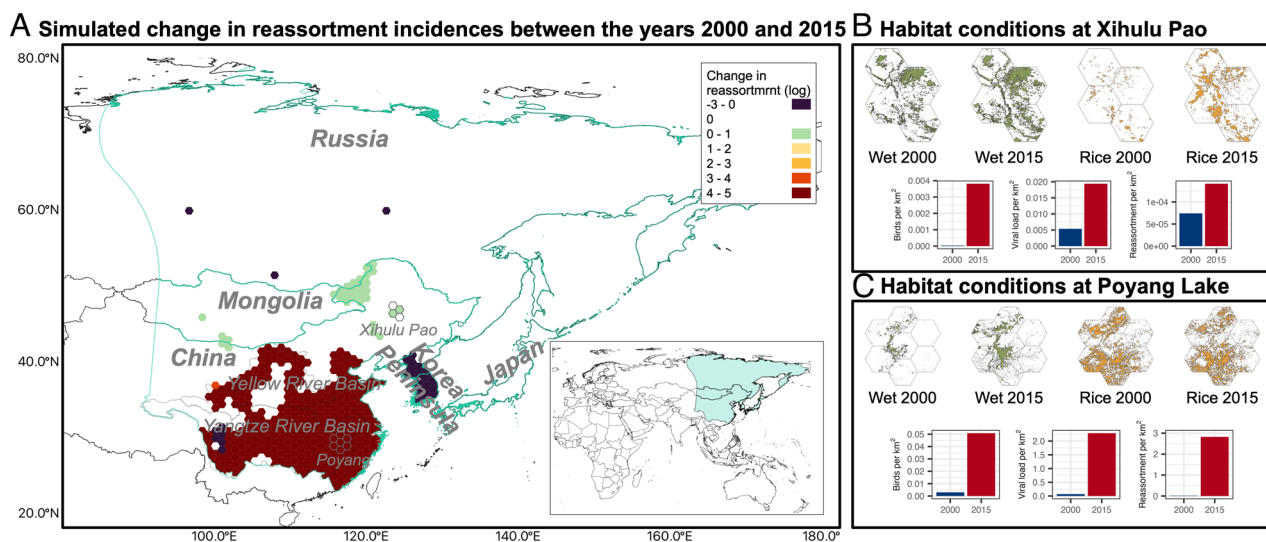 A Simulated change in reassortment incidences between the years 2000 and 2015
80.0°N
60.0°N
40.0°N
20.0°N
100.0°E
120.0°E
140.0°E
160.0°E
180.0°
Russia
Mongolia
China
Xihulu Pao
Korea
Peninsula
Japan
Yellow River Basin
Yangtze River Basin
Poyang
Change in
reassortmrnt (log)
-3 - 0
0
0 - 1
1 - 2
2 - 3
3 - 4
4 - 5
B Habitat conditions at Xihulu Pao
Wet 2000
Wet 2015
Rice 2000
Rice 2015
Birds per km²
0.004
0.003
0.002
0.001
0.000
2000
2015
Viral load per km²
0.020
0.015
0.010
0.005
0.000
2000
2015
Reassortment per km²
1e-04
5e-05
0e+00
2000
2015
C Habitat conditions at Poyang Lake
Wet 2000
Wet 2015
Rice 2000
Rice 2015
Birds per km²
0.05
0.04
0.03
0.02
0.01
0.00
2000
2015
Viral load per km²
2.0
1.5
1.0
0.5
0.0
2000
2015
Reassortment per km²
3
2
1
0
2000
2015